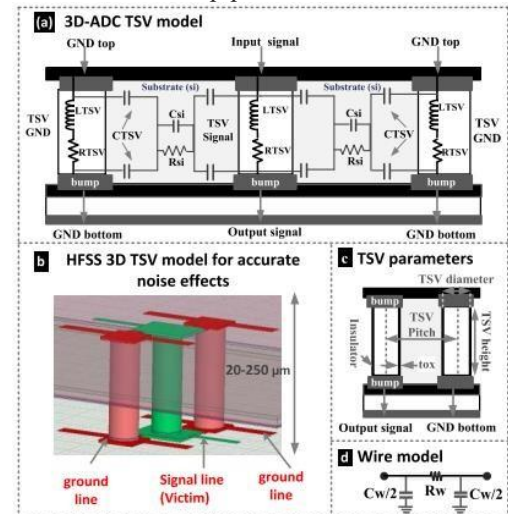 (a) 3D-ADC TSV model
GND top
Input signal
GND top
Substrate (si)
Substrate (si)
TSV
GND
LTSV
RTSV
CTSV
Csi
Rsi
TSV
Signal
LTSV
RTSV
Csi
Rsi
CTSV
LTSV
RTSV
TSV
GND
bump
bump
bump
GND bottom
Output signal
GND bottom
b HFSS 3D TSV model for accurate
noise effects
20-250 μm
ground
line
Signal line
(Victim)
ground
line
c TSV parameters
TSV diameter
bump
TSV
Pitch
Insulator
tox
TSV height
bump
Output signal
GND bottom
d Wire model
Cw/2
Rw
Cw/2